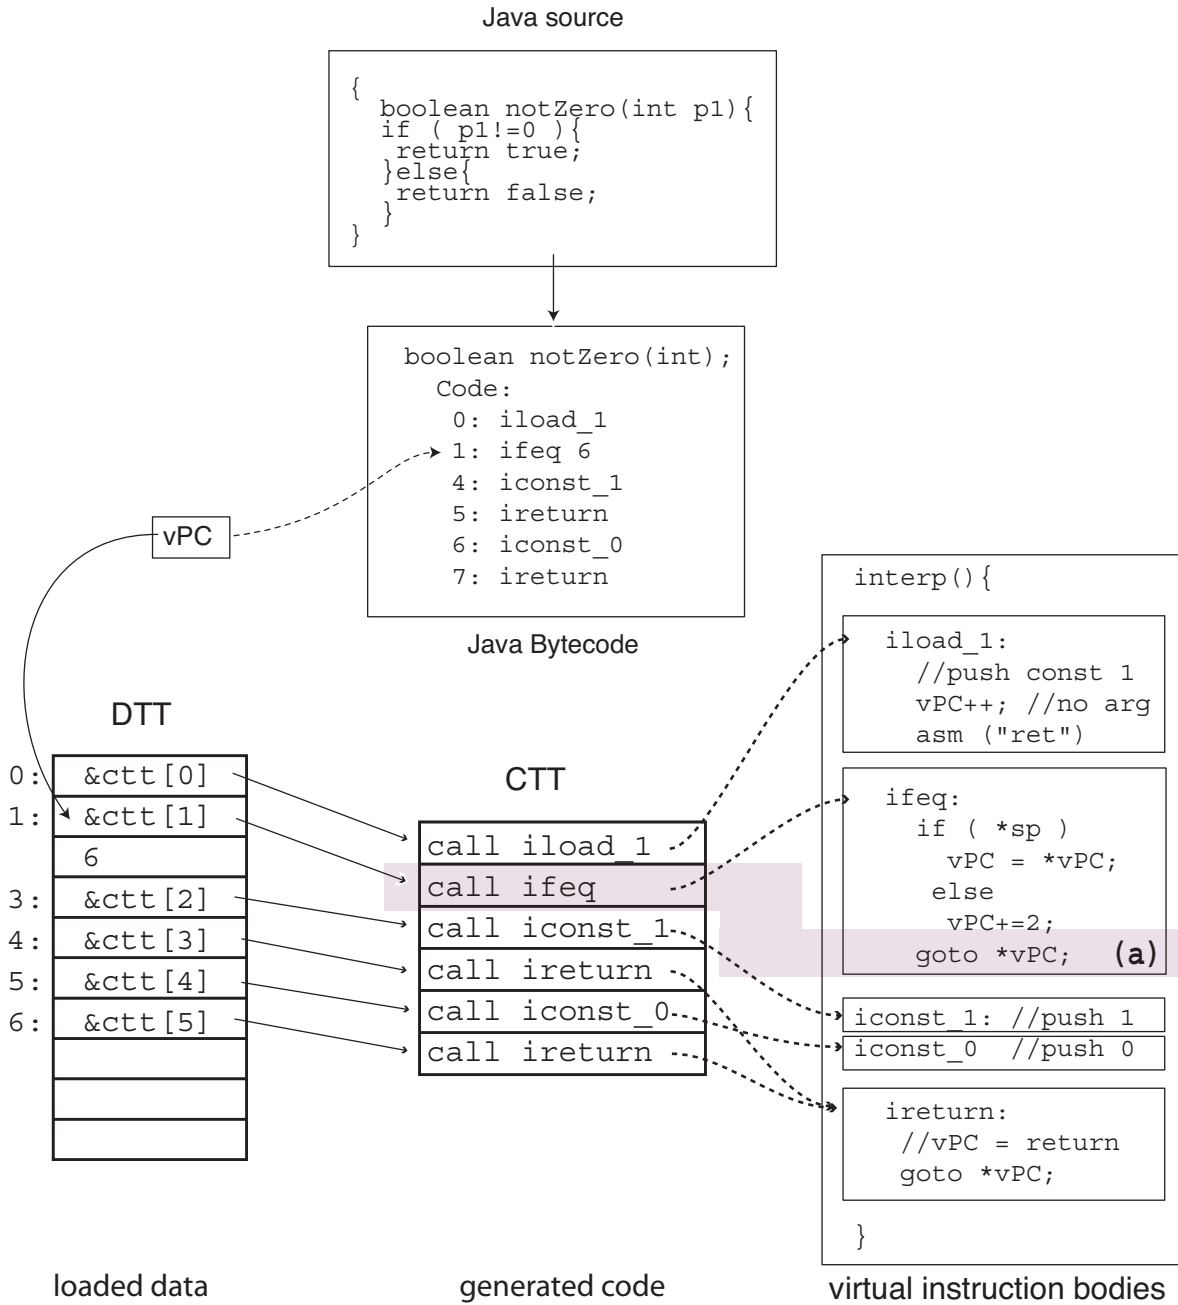 Java source
{
boolean notZero(int p1){
if ( p1!=0 ){
return true;
}else{
return false;
}
}
boolean notZero(int);
Code:
0: iload_1
1: ifeq 6
4: iconst_1
5: ireturn
6: iconst_0
7: ireturn
Java Bytecode
vPC
DTT
0: &ctt[0]
1: &ctt[1]
6
3: &ctt[2]
4: &ctt[3]
5: &ctt[4]
6: &ctt[5]
loaded data
CTT
call iload_1
call ifeq
call iconst_1
call ireturn
call iconst_0
call ireturn
generated code
interp(){
iload_1:
//push const 1
vPC++; //no arg
asm ("ret")
ifeq:
if ( *sp )
vPC = *vPC;
else
vPC+=2;
goto *vPC; (a)
iconst_1: //push 1
iconst_0 //push 0
ireturn:
//vPC = return
goto *vPC;
}
virtual instruction bodies